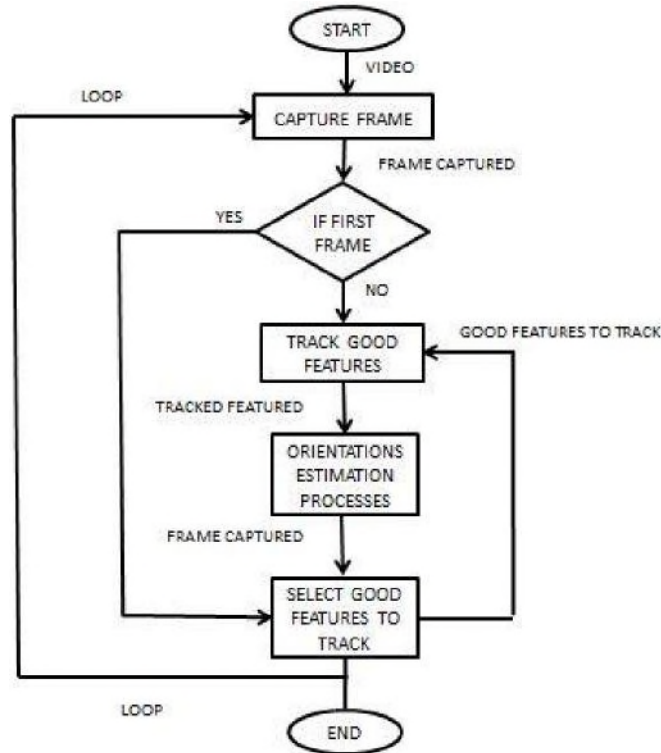 START
VIDEO
LOOP
CAPTURE FRAME
FRAME CAPTURED
YES
IF FIRST
FRAME
NO
GOOD FEATURES TO TRACK
TRACK GOOD
FEATURES
TRACKED FEATURED
ORIENTATIONS
ESTIMATION
PROCESSES
FRAME CAPTURED
SELECT GOOD
FEATURES TO
TRACK
LOOP
END